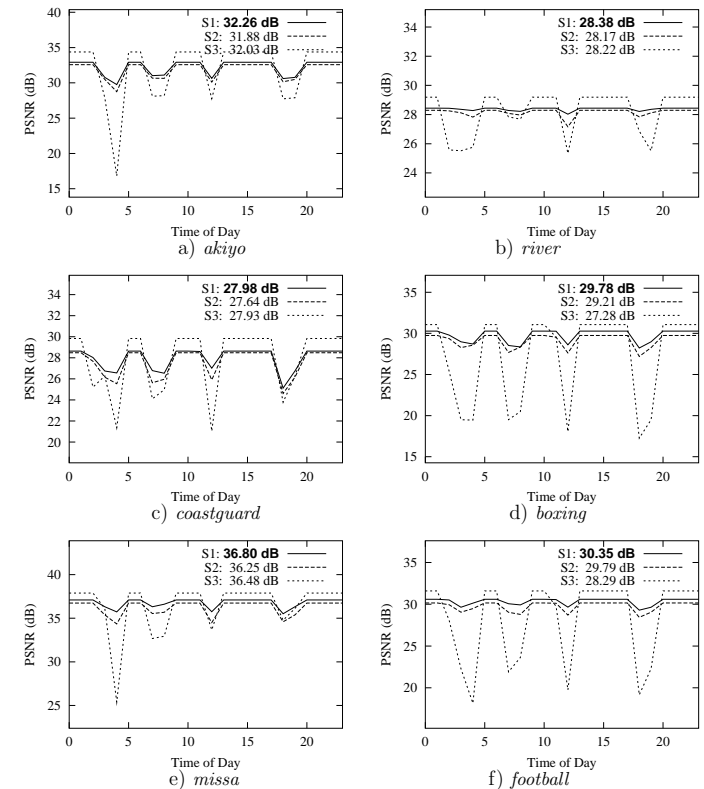 S1: 32.26 dB
S2: 31.88 dB
S3: 32.03 dB
PSNR (dB)
40
35
30
25
20
15
0 5 10 15 20
Time of Day
a) akiyo
S1: 28.38 dB
S2: 28.17 dB
S3: 28.22 dB
PSNR (dB)
34
32
30
28
26
24
0 5 10 15 20
Time of Day
b) river
S1: 27.98 dB
S2: 27.64 dB
S3: 27.93 dB
PSNR (dB)
34
32
30
28
26
24
22
20
0 5 10 15 20
Time of Day
c) coastguard
S1: 29.78 dB
S2: 29.21 dB
S3: 27.28 dB
PSNR (dB)
35
30
25
20
15
0 5 10 15 20
Time of Day
d) boxing
S1: 36.80 dB
S2: 36.25 dB
S3: 36.48 dB
PSNR (dB)
40
35
30
25
0 5 10 15 20
Time of Day
e) missa
S1: 30.35 dB
S2: 29.79 dB
S3: 28.29 dB
PSNR (dB)
35
30
25
20
0 5 10 15 20
Time of Day
f) football